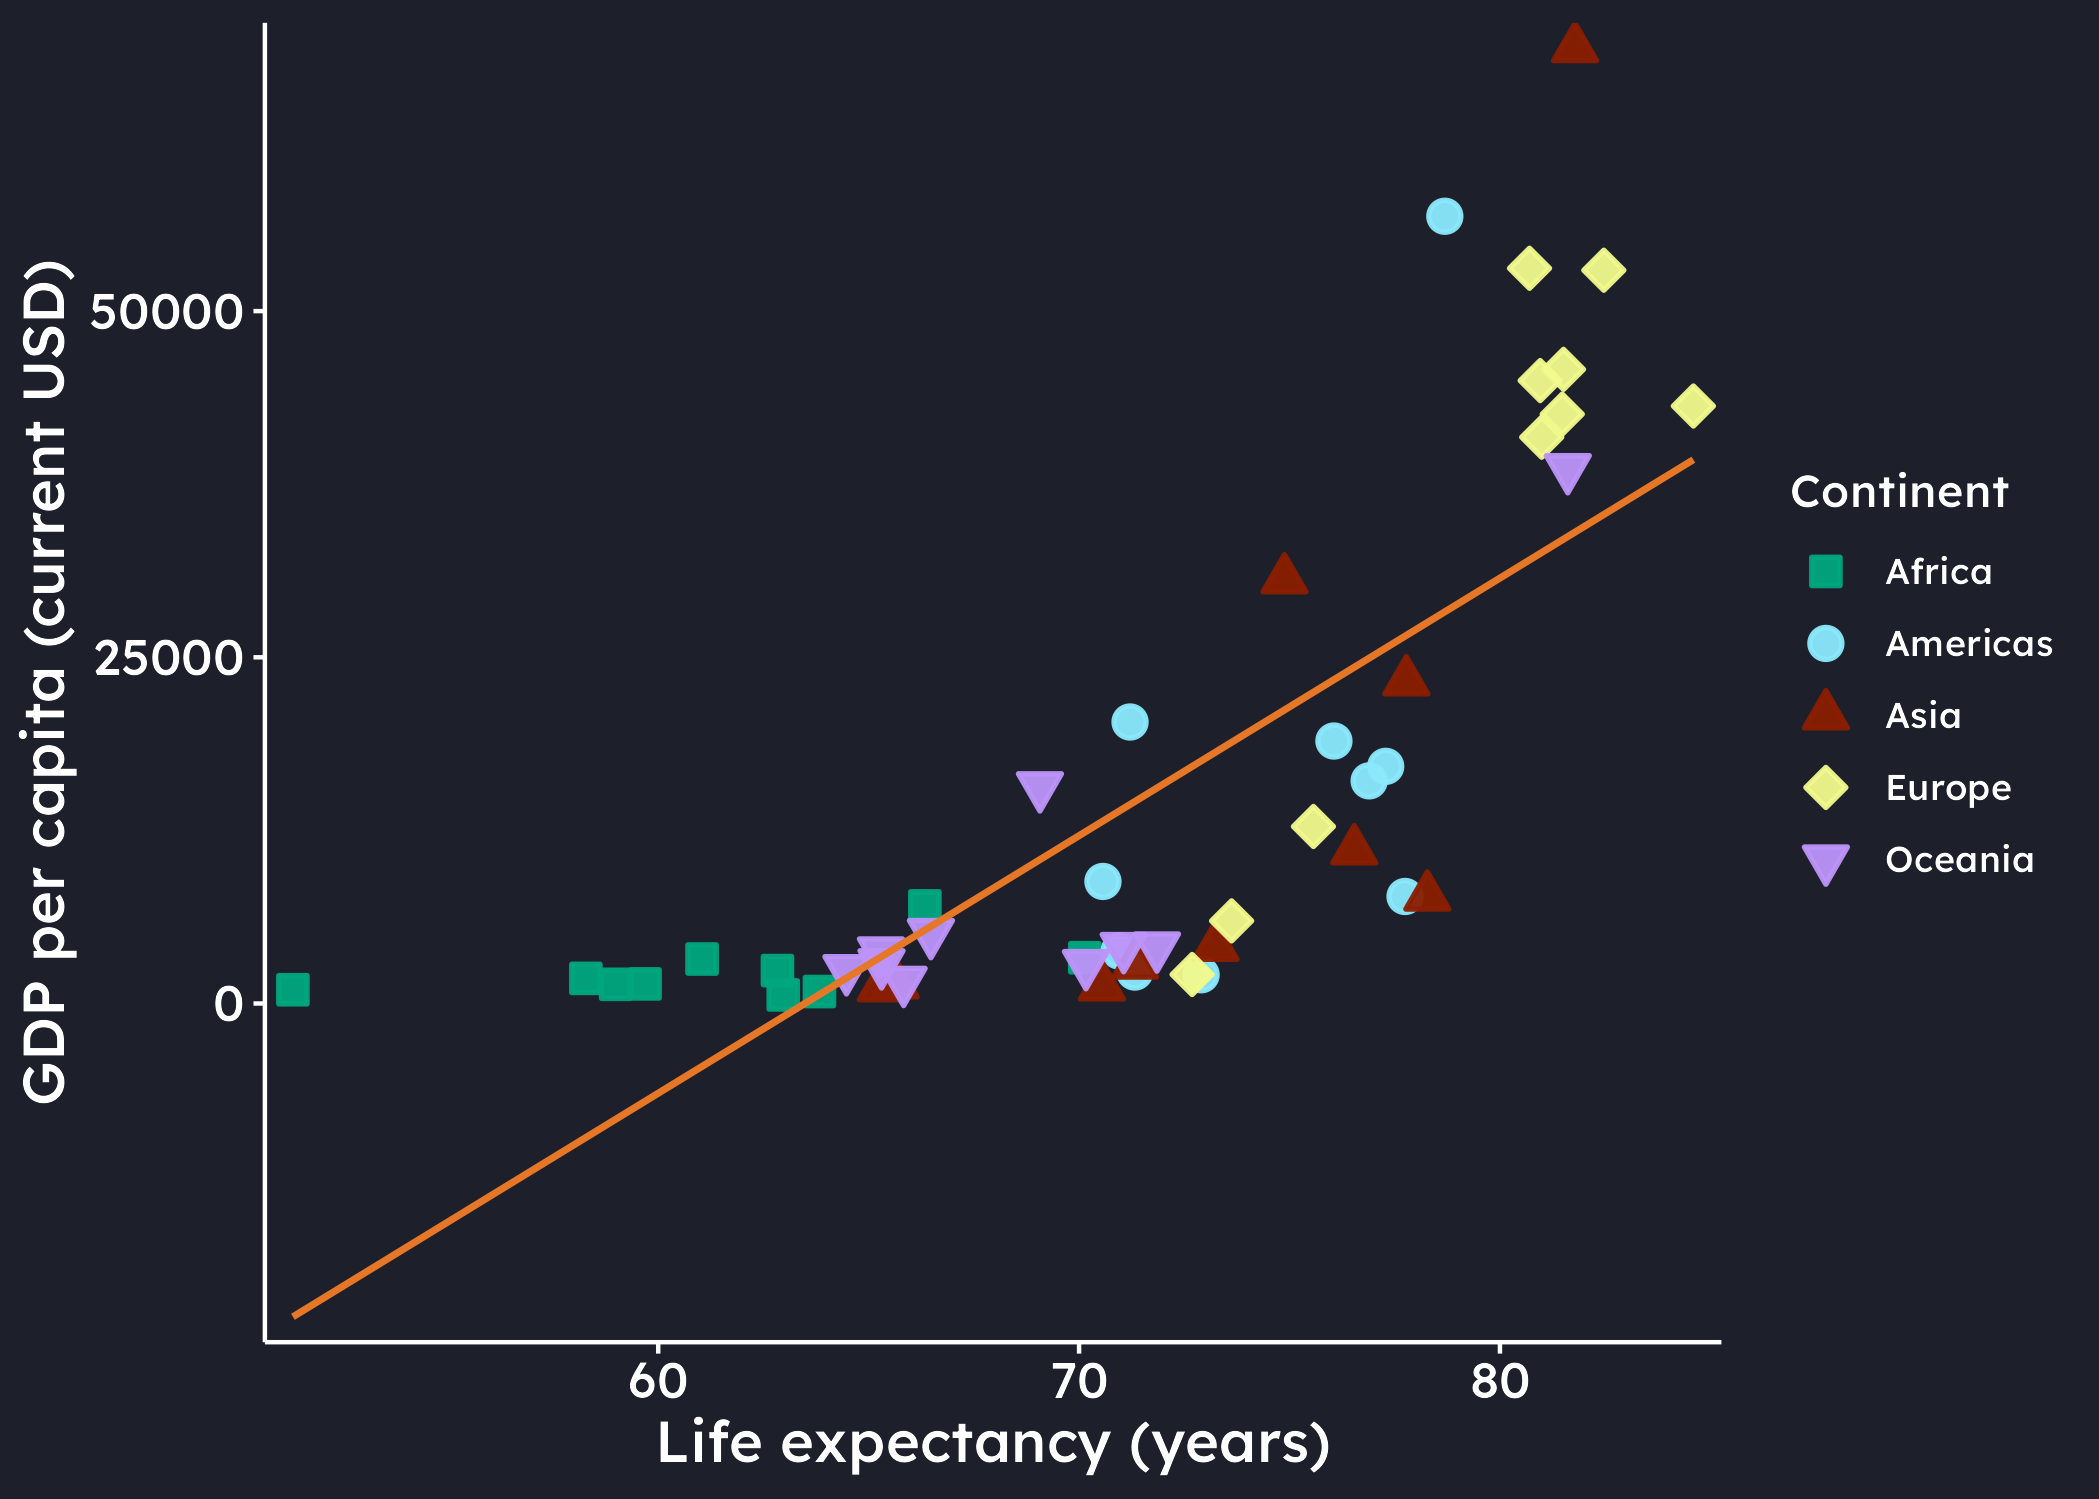 GDP per capita (current USD)
50000
25000
0
60 70 80
Life expectancy (years)
Continent
Africa
Americas
Asia
Europe
Oceania